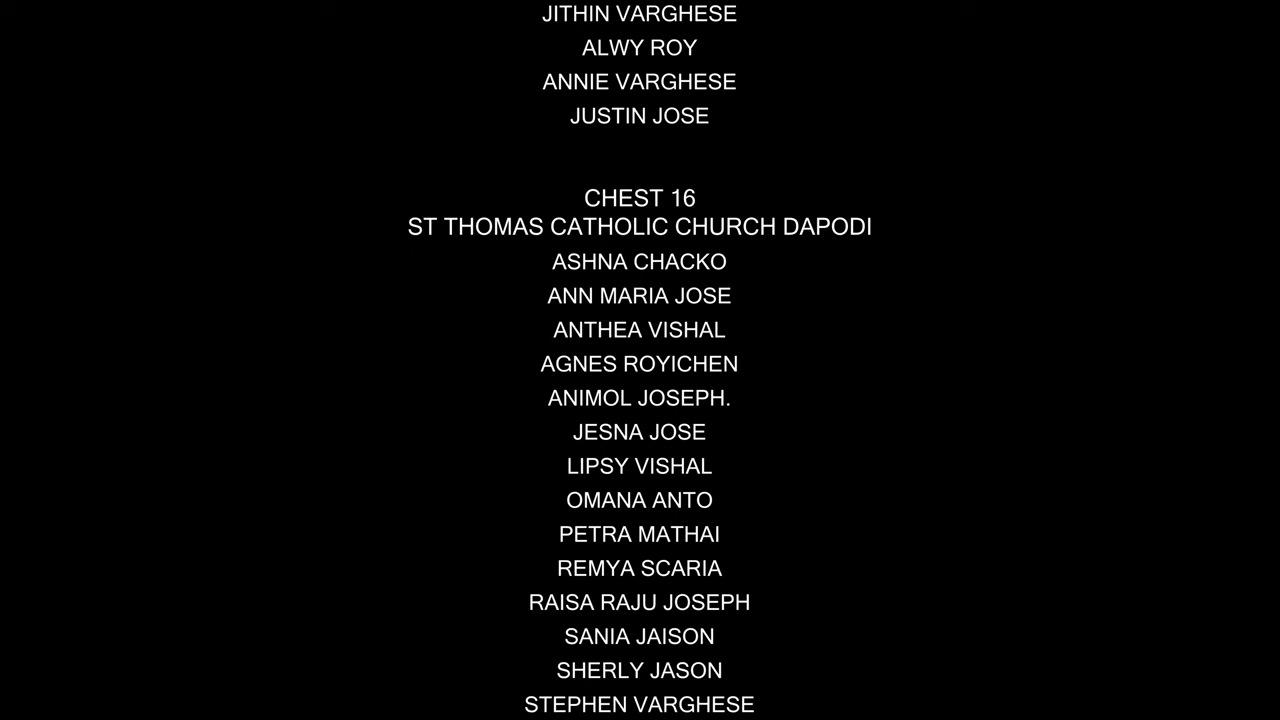 JITHIN VARGHESE
ALWY ROY
ANNIE VARGHESE
JUSTIN JOSE
CHEST 16
ST THOMAS CATHOLIC CHURCH DAPODI
ASHNA CHACKO
ANN MARIA JOSE
ANTHEA VISHAL
AGNES ROYICHEN
ANIMOL JOSEPH.
JESNA JOSE
LIPSY VISHAL
OMANA ANTO
PETRA MATHAI
REMYA SCARIA
RAISA RAJU JOSEPH
SANIA JAISON
SHERLY JASON
STEPHEN VARGHESE